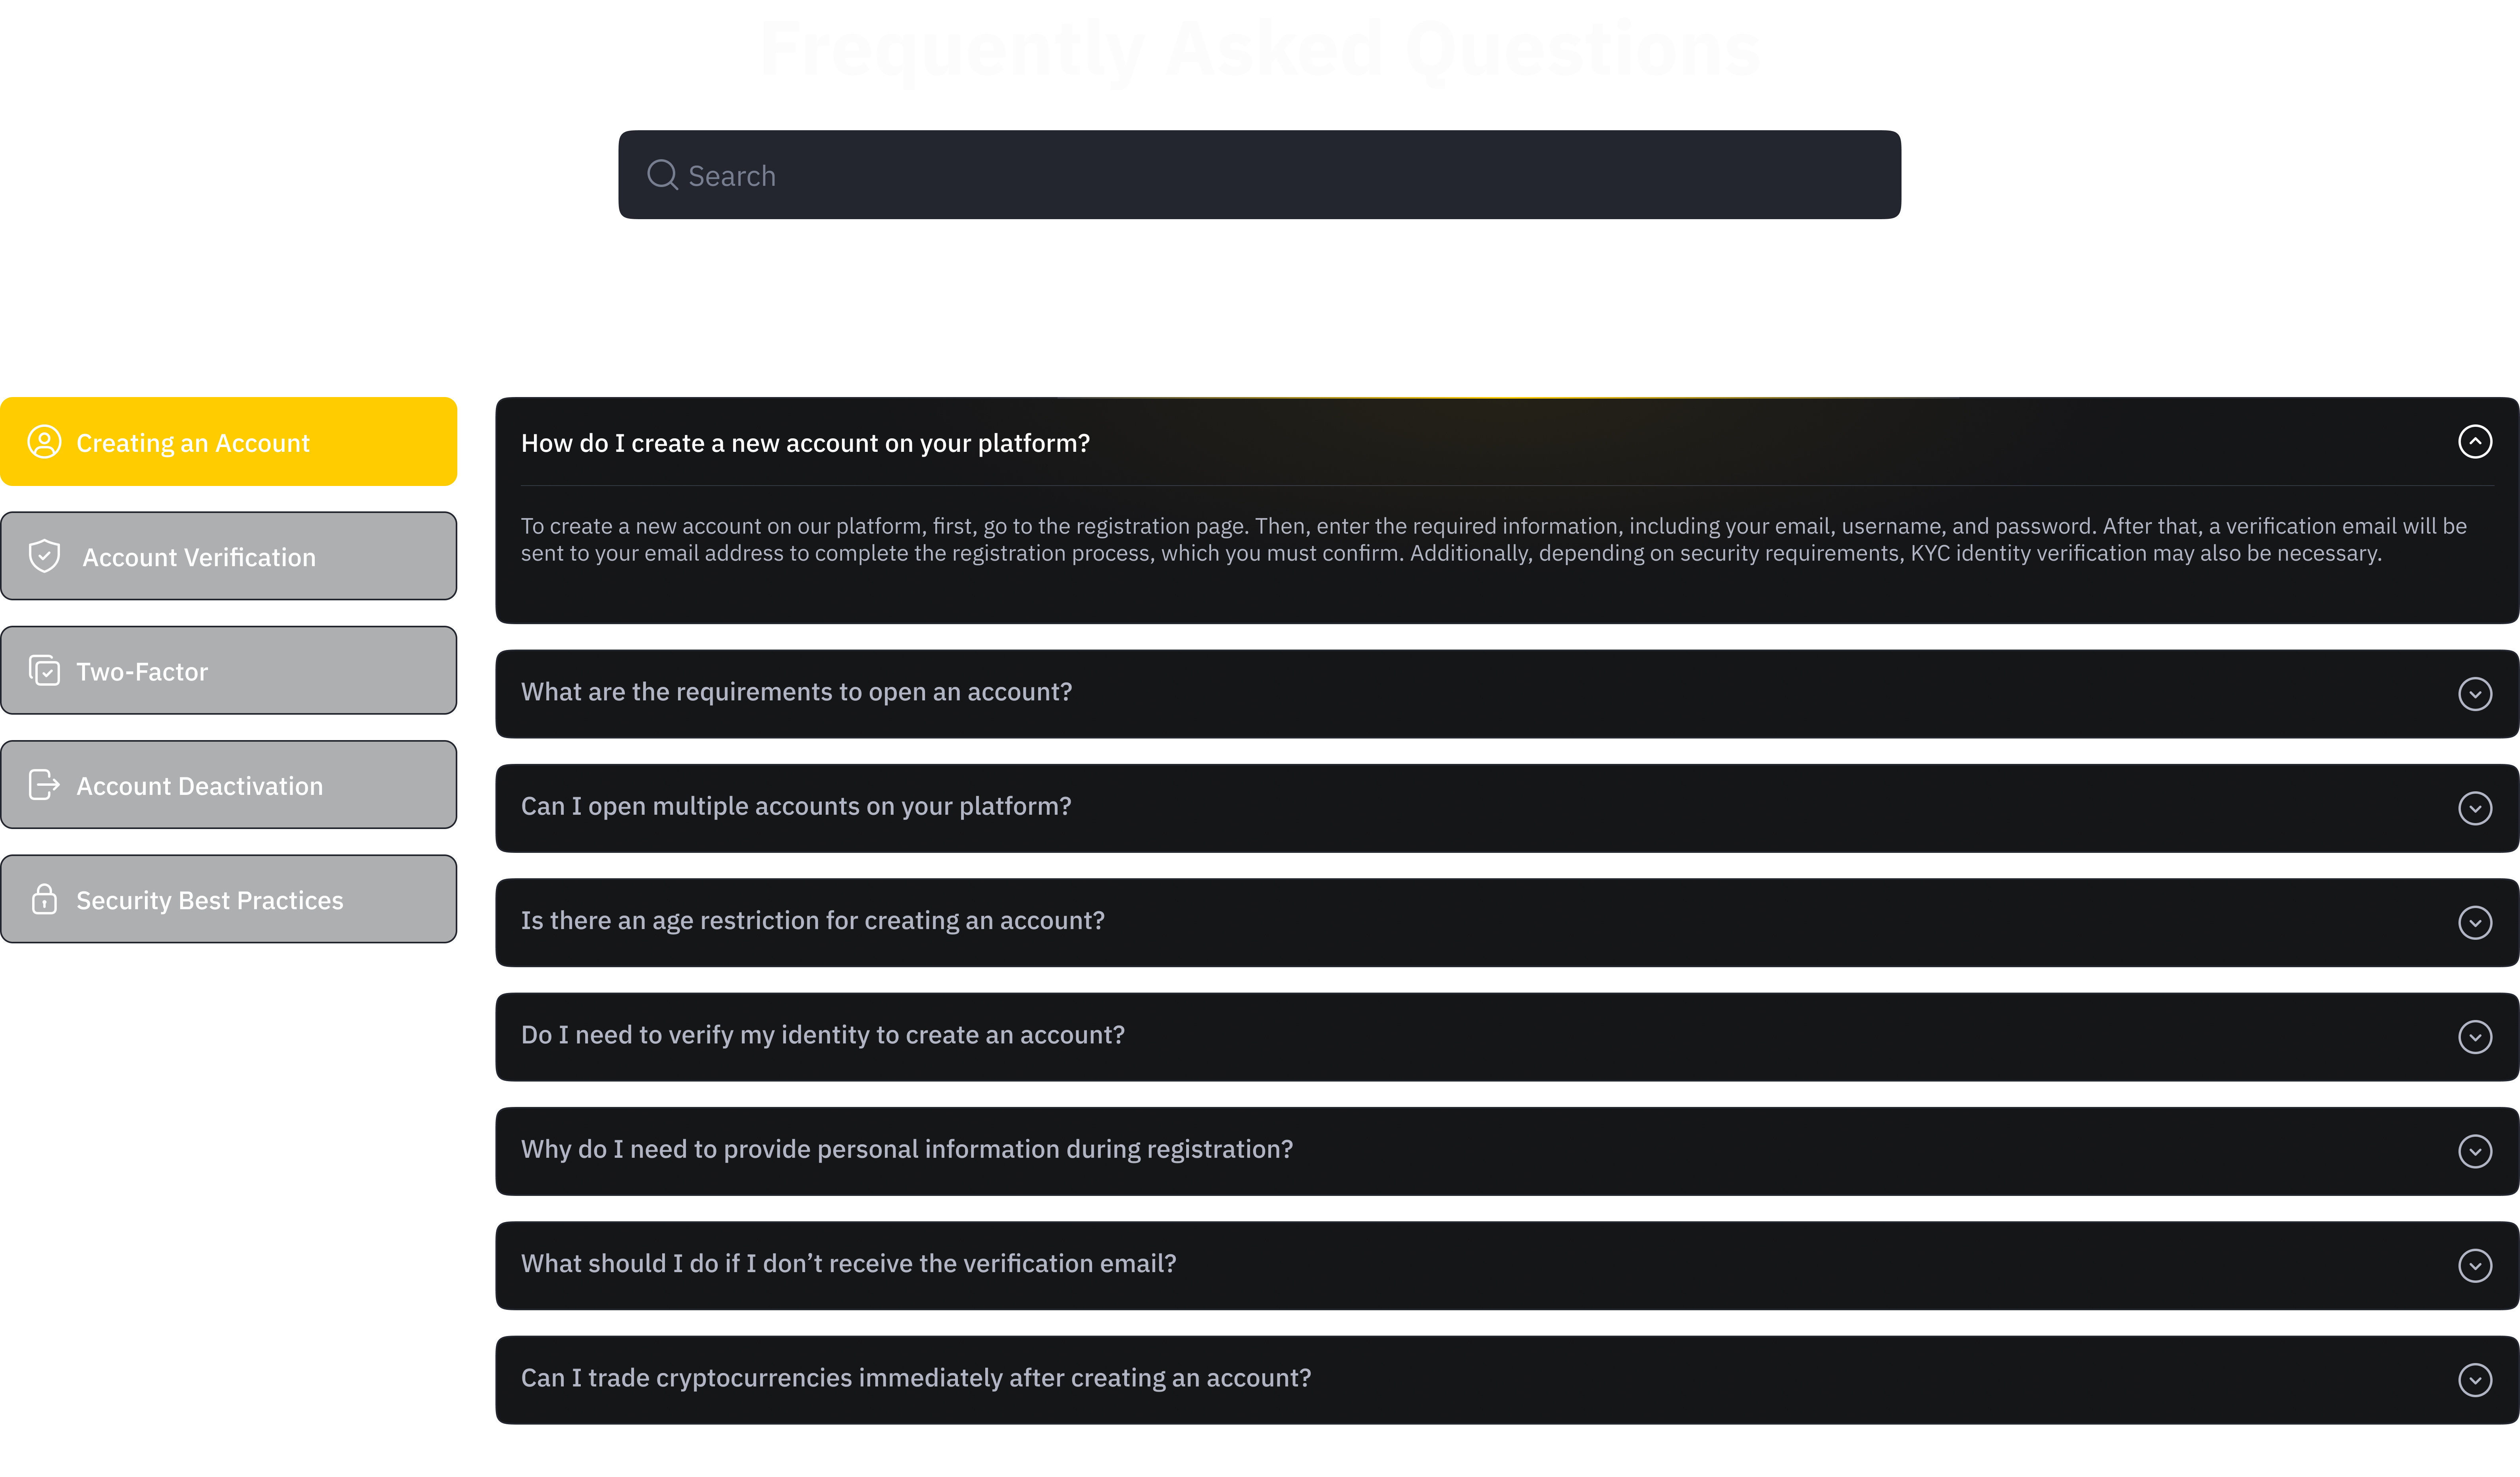 Frequently Asked Questions
Search
Creating an Account
Account Verification
Two-Factor
Account Deactivation
Security Best Practices
How do I create a new account on your platform?
To create a new account on our platform, first, go to the registration page. Then, enter the required information, including your email, username, and password. After that, a verification email will be
sent to your email address to complete the registration process, which you must confirm. Additionally, depending on security requirements, KYC identity verification may also be necessary.
What are the requirements to open an account?
Can I open multiple accounts on your platform?
Is there an age restriction for creating an account?
Do I need to verify my identity to create an account?
Why do I need to provide personal information during registration?
What should I do if I don’t receive the verification email?
Can I trade cryptocurrencies immediately after creating an account?